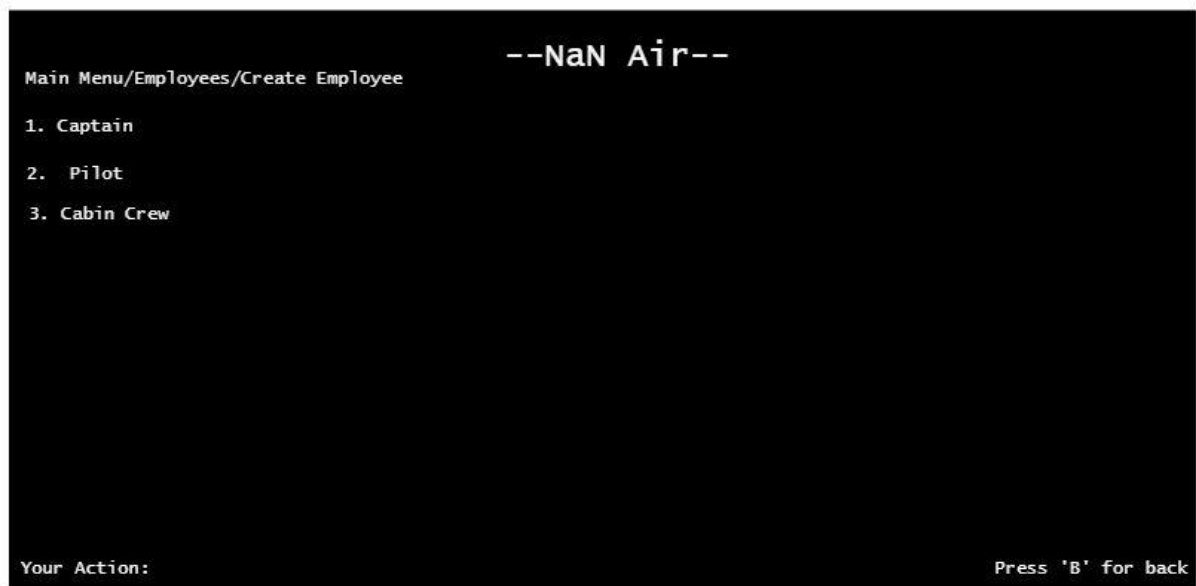 --NaN Air--
Main Menu/Employees/Create Employee
1. Captain
2. Pilot
3. Cabin Crew
Your Action:
Press 'B' for back